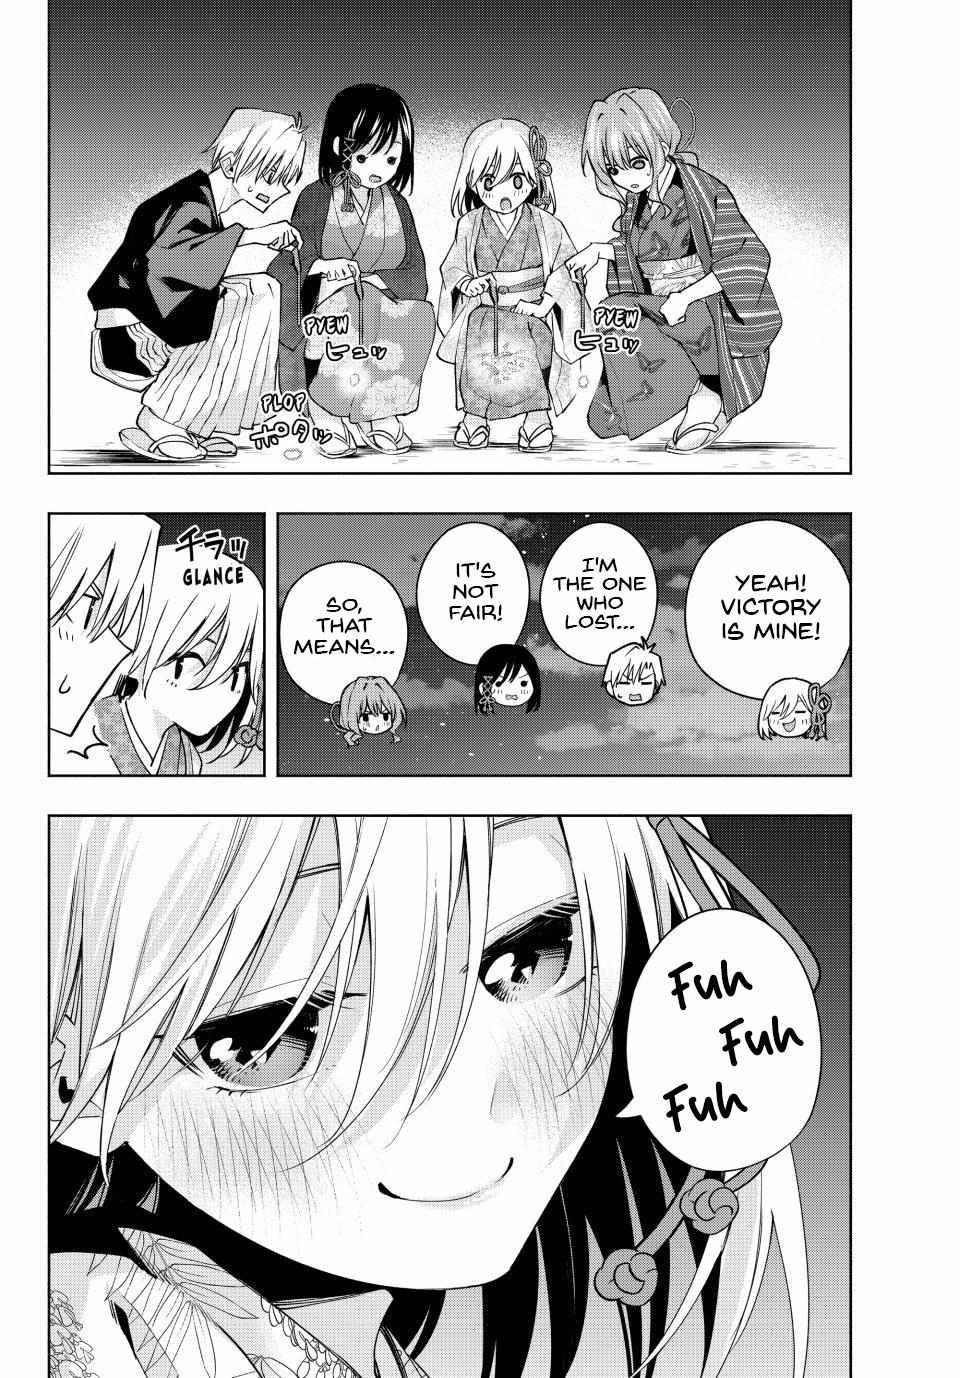 PYEW
ヒュッ
PYEW
ヒュッ
PLOP
ポタッ
YEAH!
VICTORY
IS MINE!
I'M
THE ONE
WHO
LOST...
IT'S
NOT
FAIR!
SO,
THAT
MEANS...
チラッ
GLANCE
Fuh
Fuh
Fuh